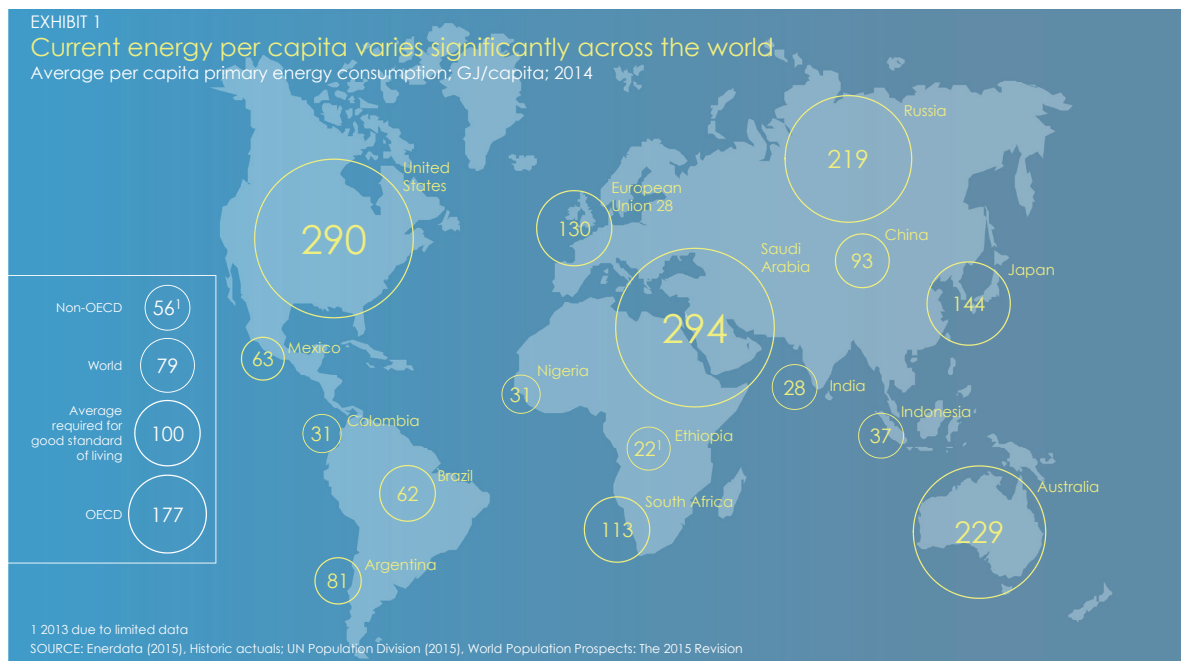 EXHIBIT 1
Current energy per capita varies significantly across the world
Average per capita primary energy consumption; GJ/capita; 2014
Russia
219
United
States
290
European
Union 28
130
China
93
Saudi
Arabia
294
Japan
144
Non-OECD
56¹
World
79
Average
required for
good standard
of living
100
OECD
177
Mexico
63
Nigeria
31
India
28
Colombia
31
Indonesia
37
Ethiopia
22¹
Brazil
62
South Africa
113
Australia
229
Argentina
81
1 2013 due to limited data
SOURCE: Enerdata (2015), Historic actuals; UN Population Division (2015), World Population Prospects: The 2015 Revision